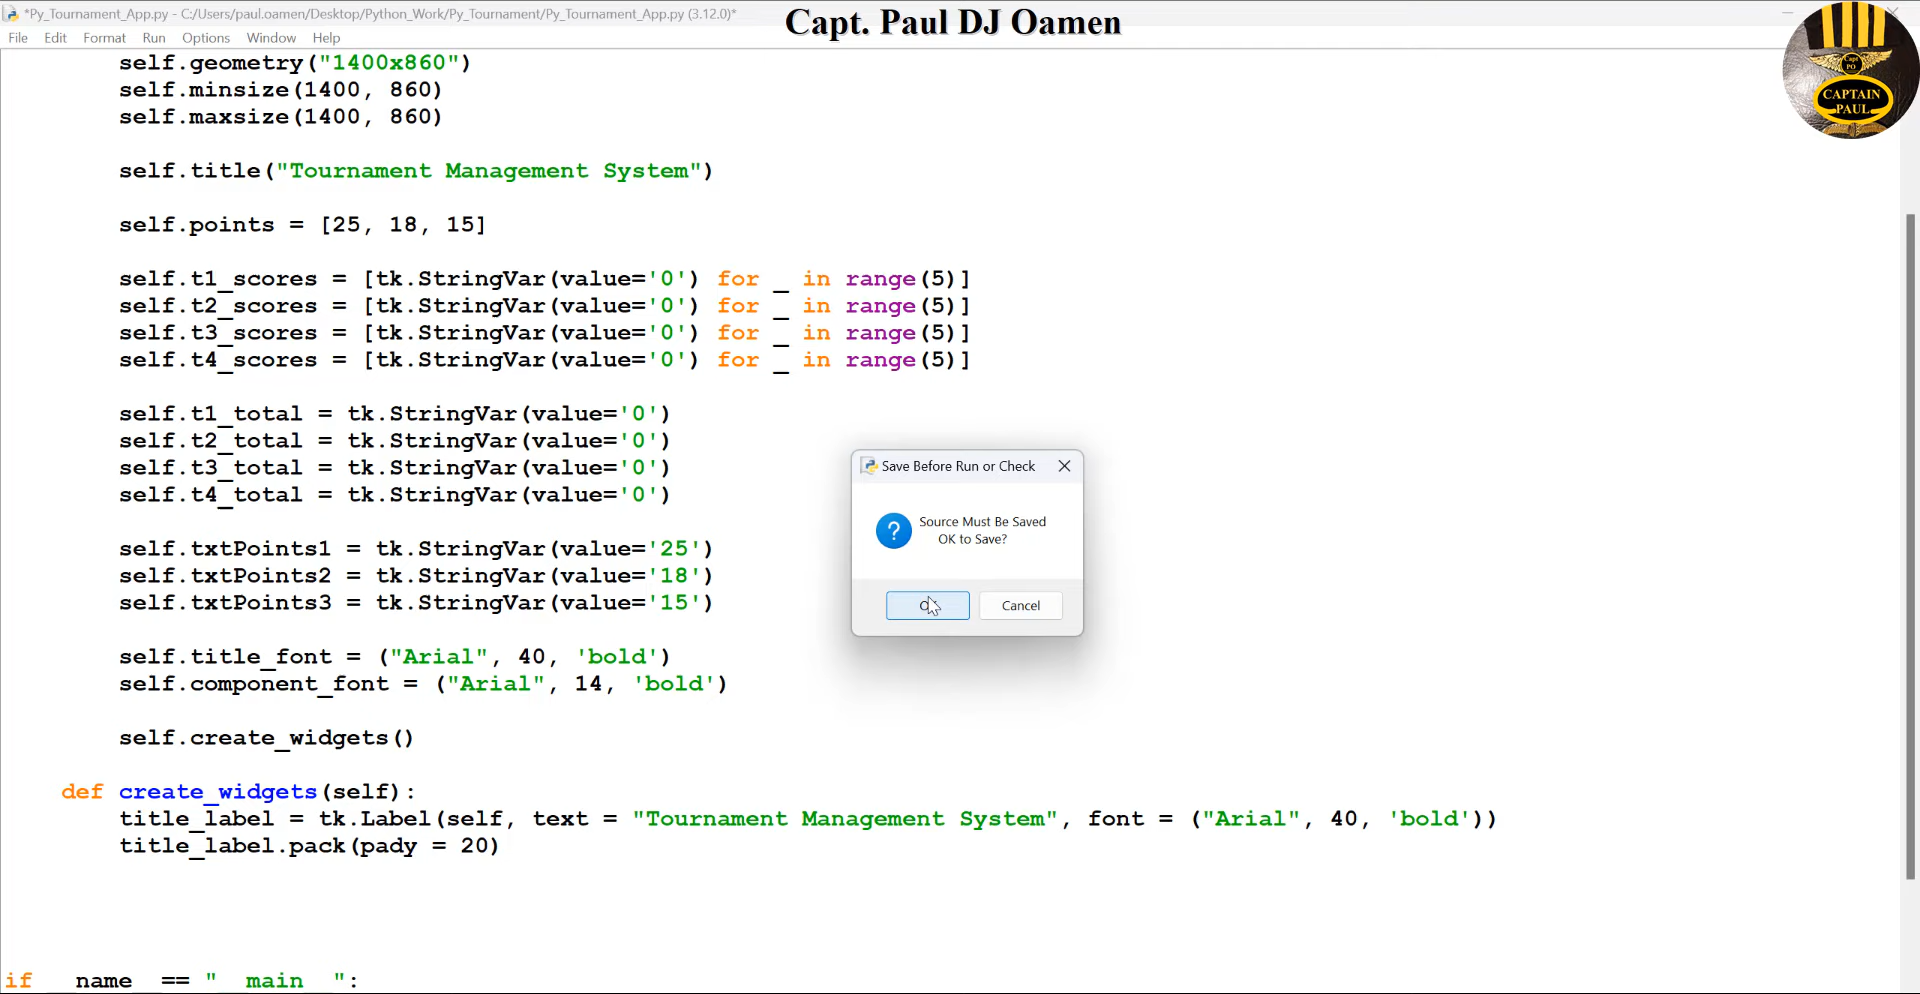 *Py_Tournament_App.py - C:/Users/paul.oamen/Desktop/Python_Work/Py_Tournament/Py_Tournament_App.py (3.12.0)*
Capt. Paul DJ Oamen
File Edit Format Run Options Window Help
Capt
PO
CAPTAIN
PAUL
self.geometry("1400x860")
self.minsize(1400, 860)
self.maxsize(1400, 860)
self.title("Tournament Management System")
self.points = [25, 18, 15]
self.t1_scores = [tk.StringVar(value='0') for _ in range(5)]
self.t2_scores = [tk.StringVar(value='0') for _ in range(5)]
self.t3_scores = [tk.StringVar(value='0') for _ in range(5)]
self.t4_scores = [tk.StringVar(value='0') for _ in range(5)]
self.t1_total = tk.StringVar(value='0')
self.t2_total = tk.StringVar(value='0')
self.t3_total = tk.StringVar(value='0')
self.t4_total = tk.StringVar(value='0')
self.txtPoints1 = tk.StringVar(value='25')
self.txtPoints2 = tk.StringVar(value='18')
self.txtPoints3 = tk.StringVar(value='15')
self.title_font = ("Arial", 40, 'bold')
self.component_font = ("Arial", 14, 'bold')
self.create_widgets()
def create_widgets(self):
title_label = tk.Label(self, text = "Tournament Management System", font = ("Arial", 40, 'bold'))
title_label.pack(pady = 20)
if __name__ == "__main__":
Save Before Run or Check
Source Must Be Saved
OK to Save?
Cancel